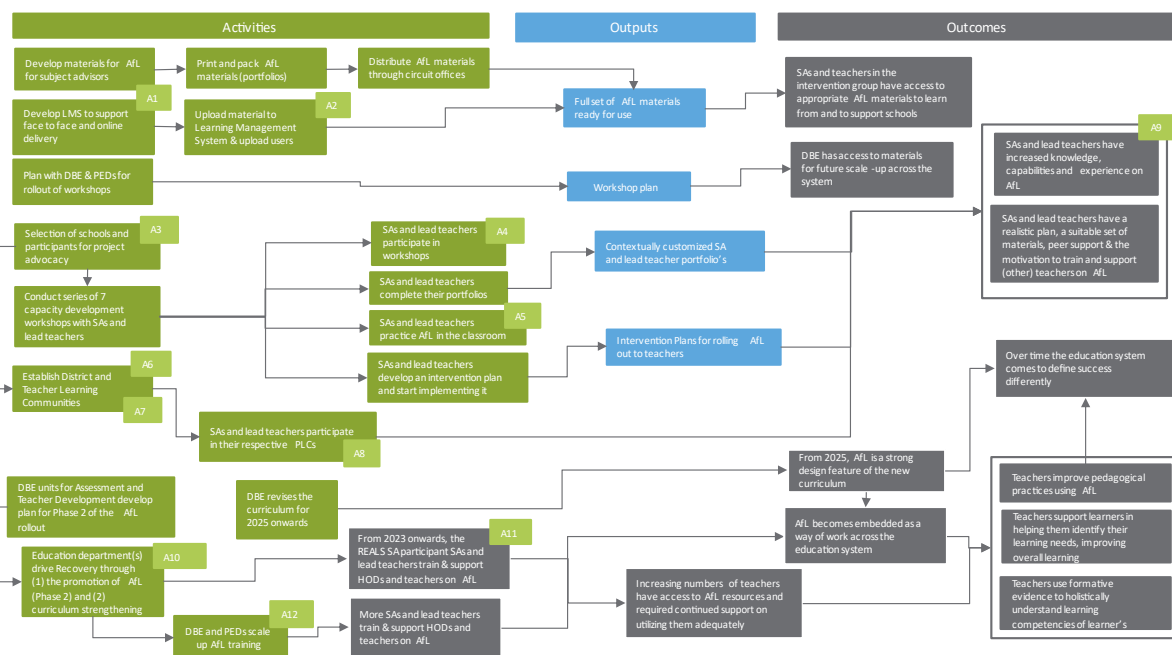 Activities
Outputs
Outcomes
Develop materials for AfL
for subject advisors
Print and pack AfL
materials (portfolios)
Distribute AfL materials
through circuit offices
A1
Develop LMS to support
face to face and online
delivery
A2
Upload material to
Learning Management
System & upload users
Full set of AfL materials
ready for use
SAs and teachers in the
intervention group have access to
appropriate AfL materials to learn
from and to support schools
Plan with DBE & PEDs for
rollout of workshops
Workshop plan
DBE has access to materials
for future scale -up across the
system
A9
SAs and lead teachers have
increased knowledge,
capabilities and experience on
AfL
SAs and lead teachers have a
realistic plan, a suitable set of
materials, peer support & the
motivation to train and support
(other) teachers on AfL
A3
Selection of schools and
participants for project
advocacy
Conduct series of 7
capacity development
workshops with SAs and
lead teachers
A4
SAs and lead teachers
participate in
workshops
SAs and lead teachers
complete their portfolios
A5
SAs and lead teachers
practice AfL in the classroom
SAs and lead teachers
develop an intervention plan
and start implementing it
Contextually customized SA
and lead teacher portfolio's
Intervention Plans for rolling AfL
out to teachers
A6
Establish District and
Teacher Learning
Communities
A7
SAs and lead teachers participate
in their respective PLCs
A8
Over time the education system
comes to define success
differently
DBE units for Assessment and
Teacher Development develop
plan for Phase 2 of the AfL
rollout
DBE revises the
curriculum for
2025 onwards
From 2025, AfL is a strong
design feature of the new
curriculum
AfL becomes embedded as a
way of work across the
education system
A10
Education department(s)
drive Recovery through
(1) the promotion of AfL
(Phase 2) and (2)
curriculum strengthening
A11
From 2023 onwards, the
REALS SA participant SAs and
lead teachers train & support
HODs and teachers on AfL
A12
DBE and PEDs scale
up AfL training
More SAs and lead teachers
train & support HODs and
teachers on AfL
Increasing numbers of teachers
have access to AfL resources and
required continued support on
utilizing them adequately
Teachers improve pedagogical
practices using AfL
Teachers support learners in
helping them identify their
learning needs, improving
overall learning
Teachers use formative
evidence to holistically
understand learning
competencies of learner's